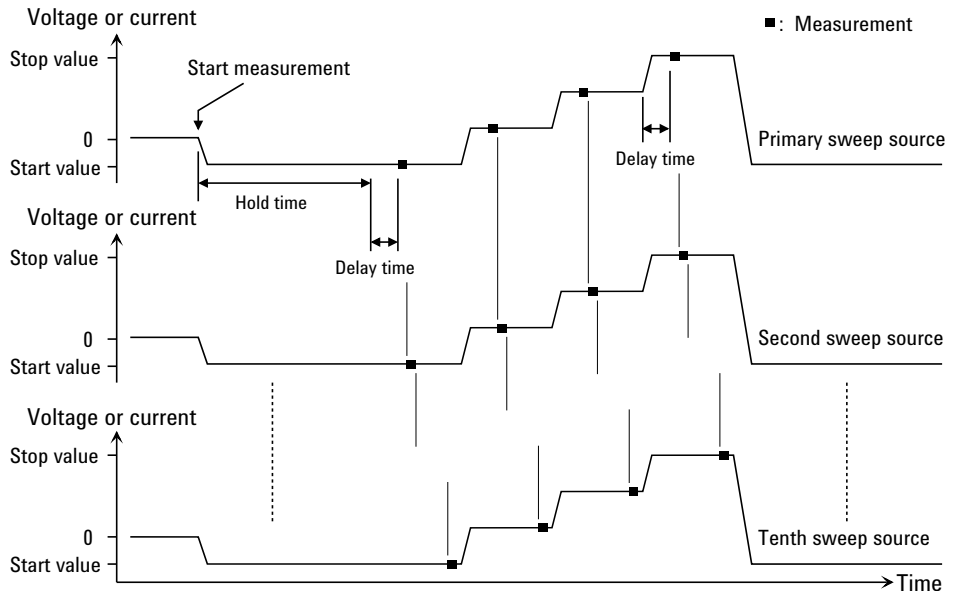 Voltage or current
■: Measurement
Stop value
Start measurement
0
Primary sweep source
Delay time
Start value
Hold time
Voltage or current
Delay time
Stop value
0
Second sweep source
Start value
Voltage or current
Stop value
0
Tenth sweep source
Start value
Time